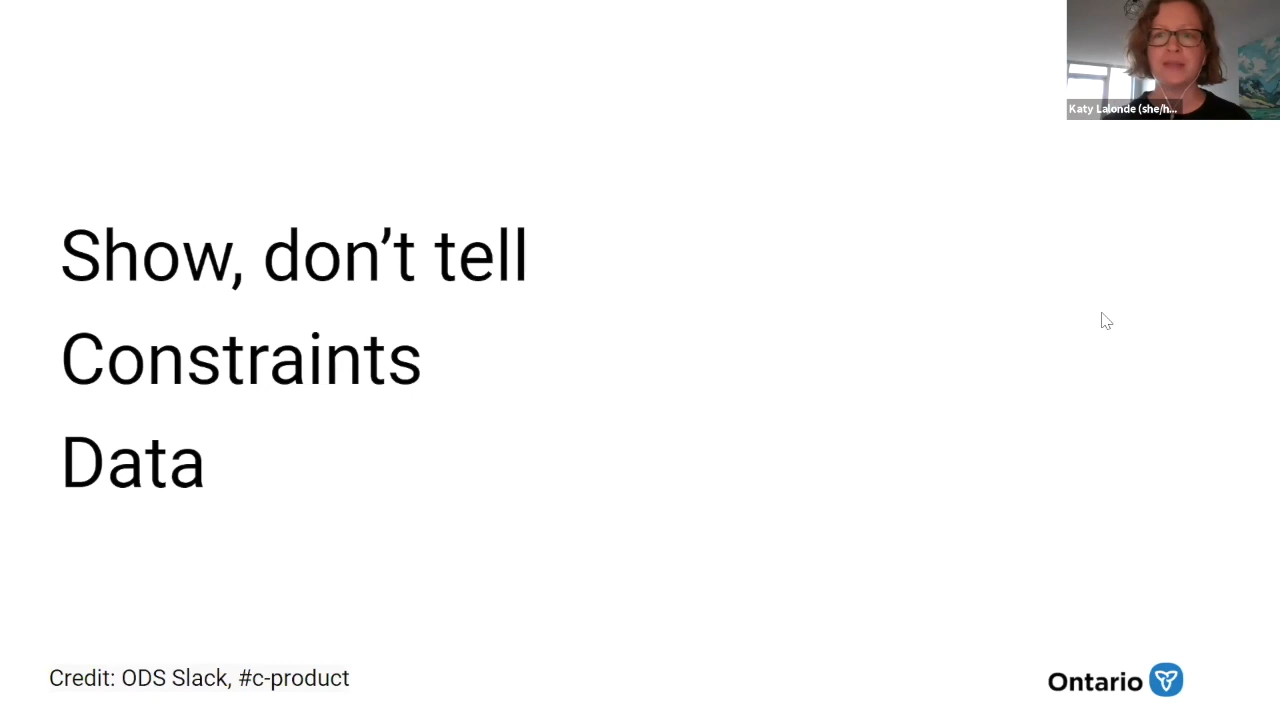 Katy Lalonde (she/h...
Show, don’t tell
Constraints
Data
Credit: ODS Slack, #c-product
Ontario